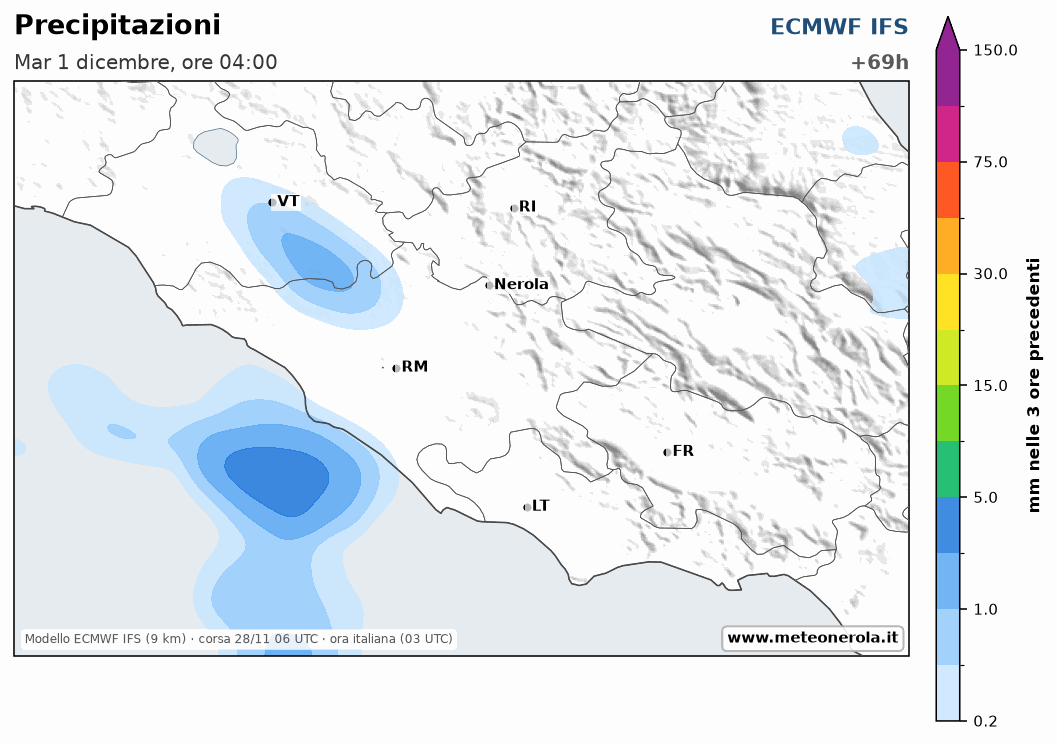 Precipitazioni
ECMWF IFS
Mar 1 dicembre, ore 04:00
+69h
150.0
75.0
30.0
15.0
5.0
1.0
0.2
mm nelle 3 ore precedenti
VT
RI
Nerola
RM
FR
LT
Modello ECMWF IFS (9 km) · corsa 28/11 06 UTC · ora italiana (03 UTC)
www.meteonerola.it